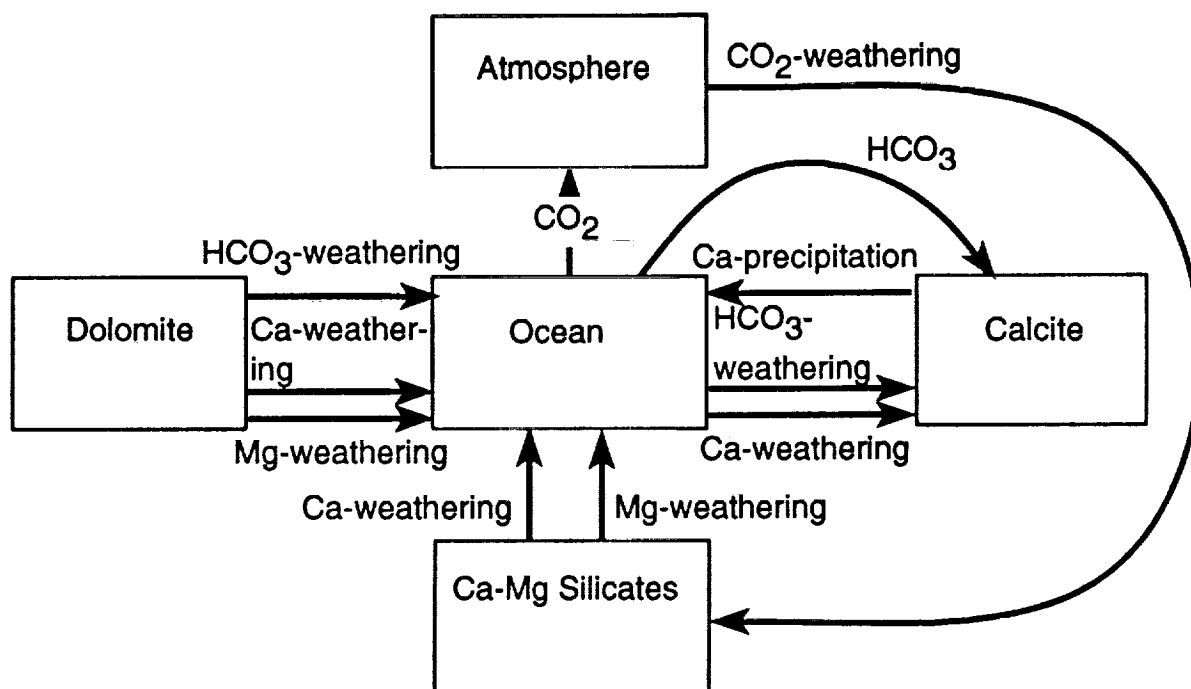 Atmosphere
CO2-weathering
HCO3
CO2
HCO3-weathering
Ca-precipitation
Dolomite
Ca-weather-
ing
Ocean
HCO3-
weathering
Calcite
Mg-weathering
Ca-weathering
Ca-weathering
Mg-weathering
Ca-Mg Silicates